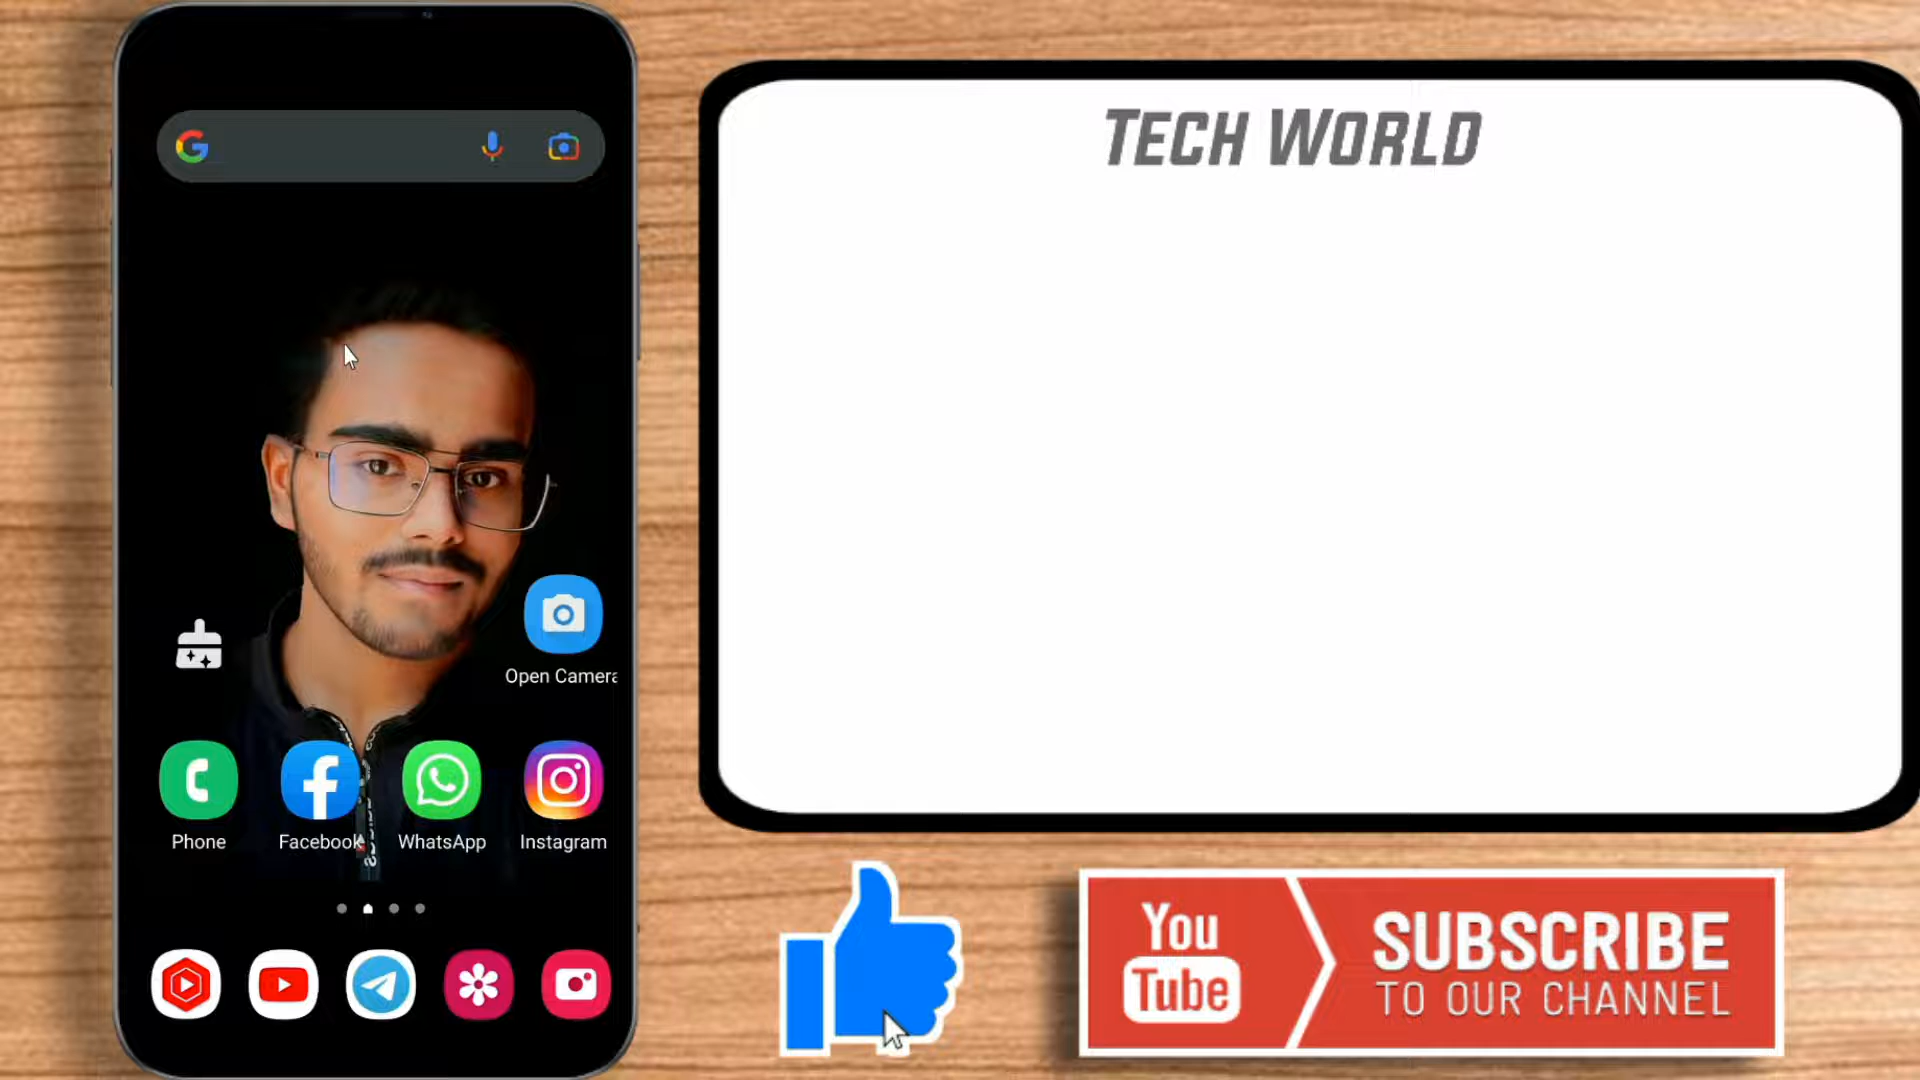 TECH WORLD
Open Camera
Phone
Facebook
WhatsApp
Instagram
You
Tube
SUBSCRIBE
TO OUR CHANNEL